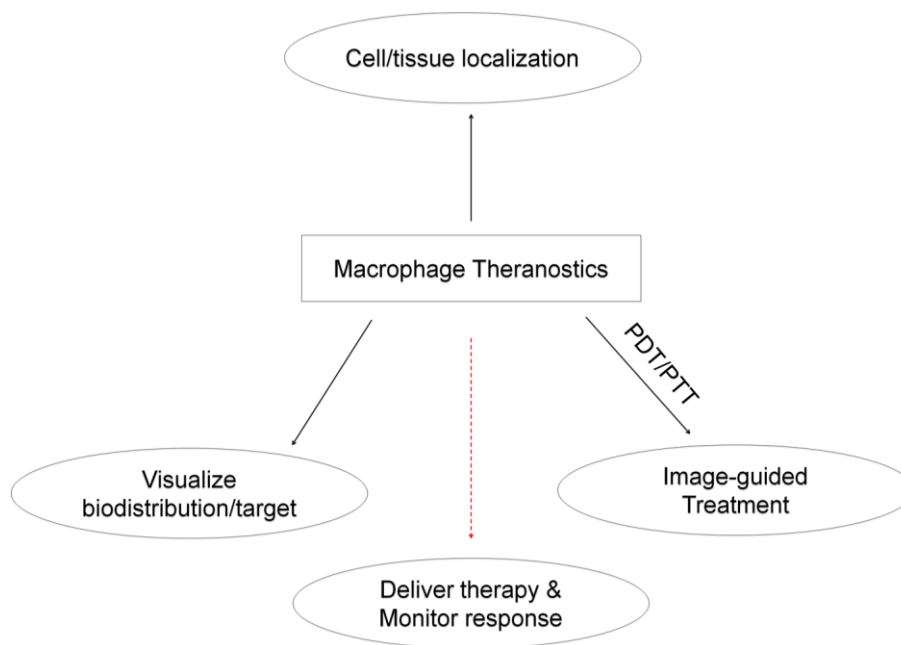 Cell/tissue localization
Macrophage Theranostics
PDT/PTT
Visualize
biodistribution/target
Image-guided
Treatment
Deliver therapy &
Monitor response